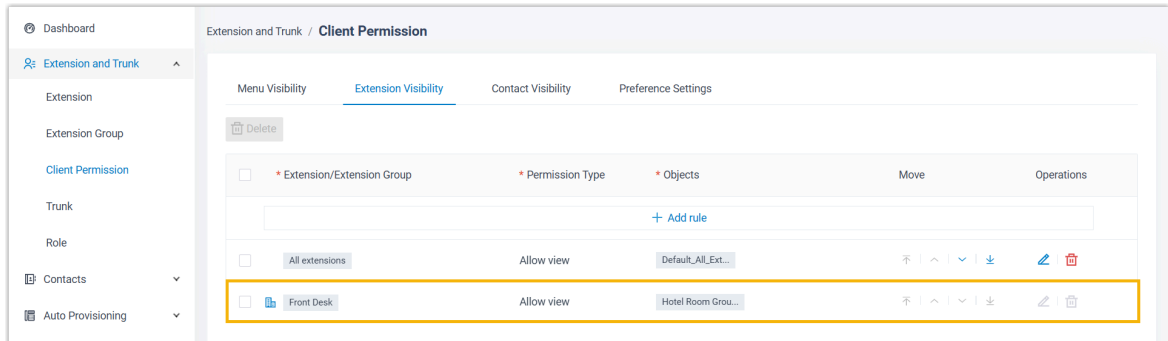 Dashboard
Extension and Trunk
Extension
Extension Group
Client Permission
Trunk
Role
Contacts
Auto Provisioning
Extension and Trunk / Client Permission
Menu Visibility Extension Visibility Contact Visibility Preference Settings
Delete
* Extension/Extension Group * Permission Type * Objects Move Operations
+ Add rule
All extensions Allow view Default_All_Ext...
Front Desk Allow view Hotel Room Grou...